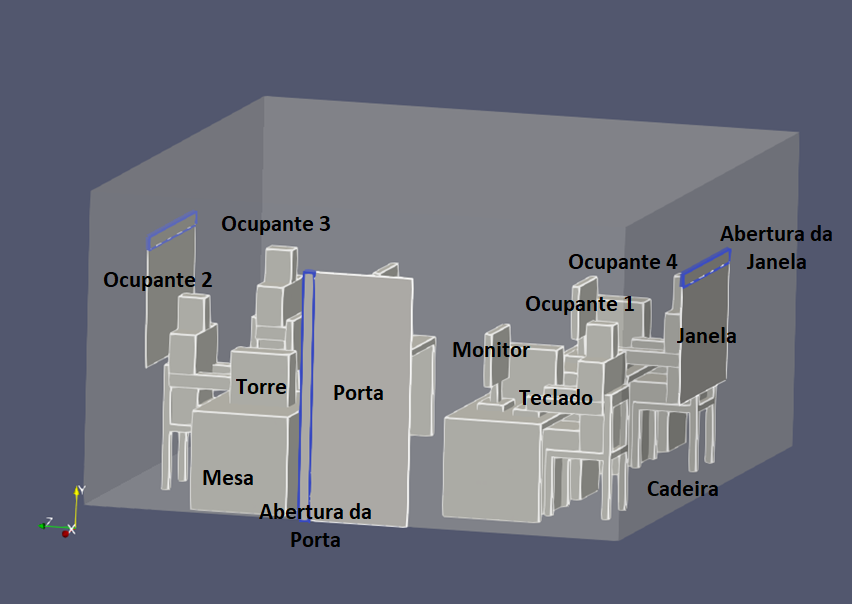 Ocupante 3
Abertura da
Janela
Ocupante 2
Ocupante 4
Ocupante 1
Janela
Monitor
Torre
Porta
Teclado
Mesa
Cadeira
Abertura da
Porta
Y
Z
X